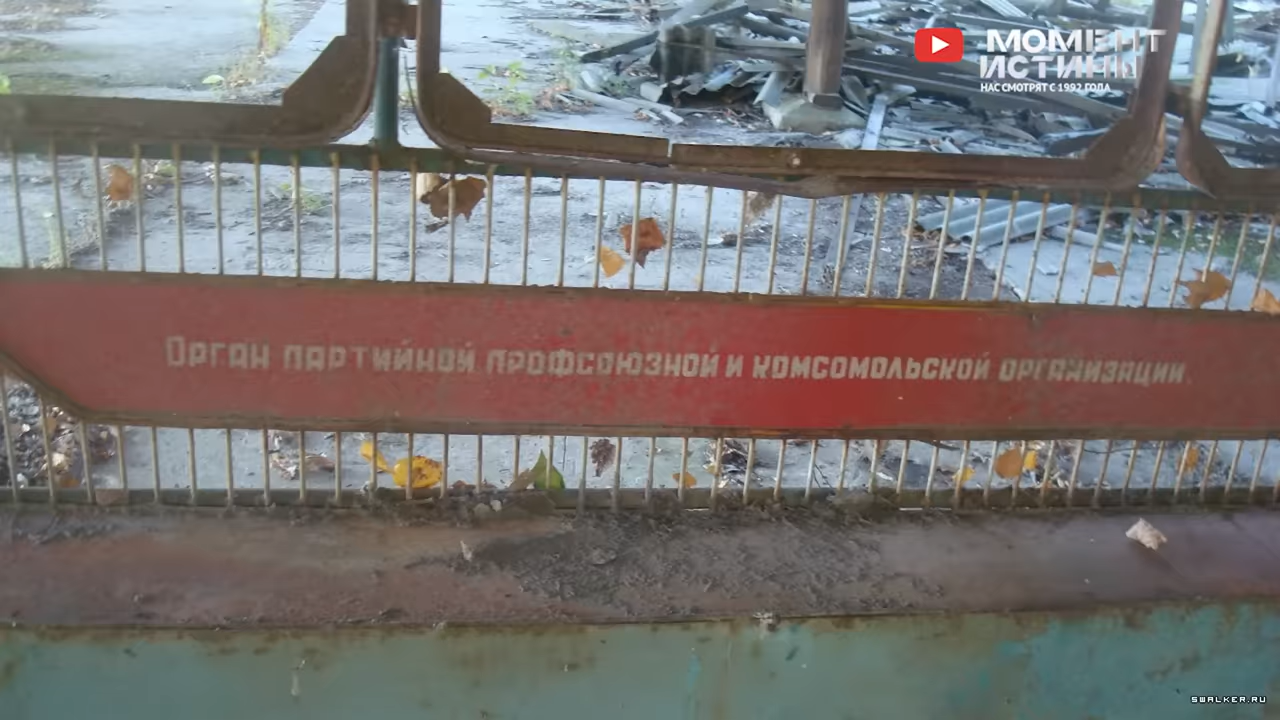 МОМЕНТ
ИСТИНЫ
НАС СМОТРЯТ С 1992 ГОДА
Орган партийной профсоюзной и комсомольской организации
SWALKER.RU